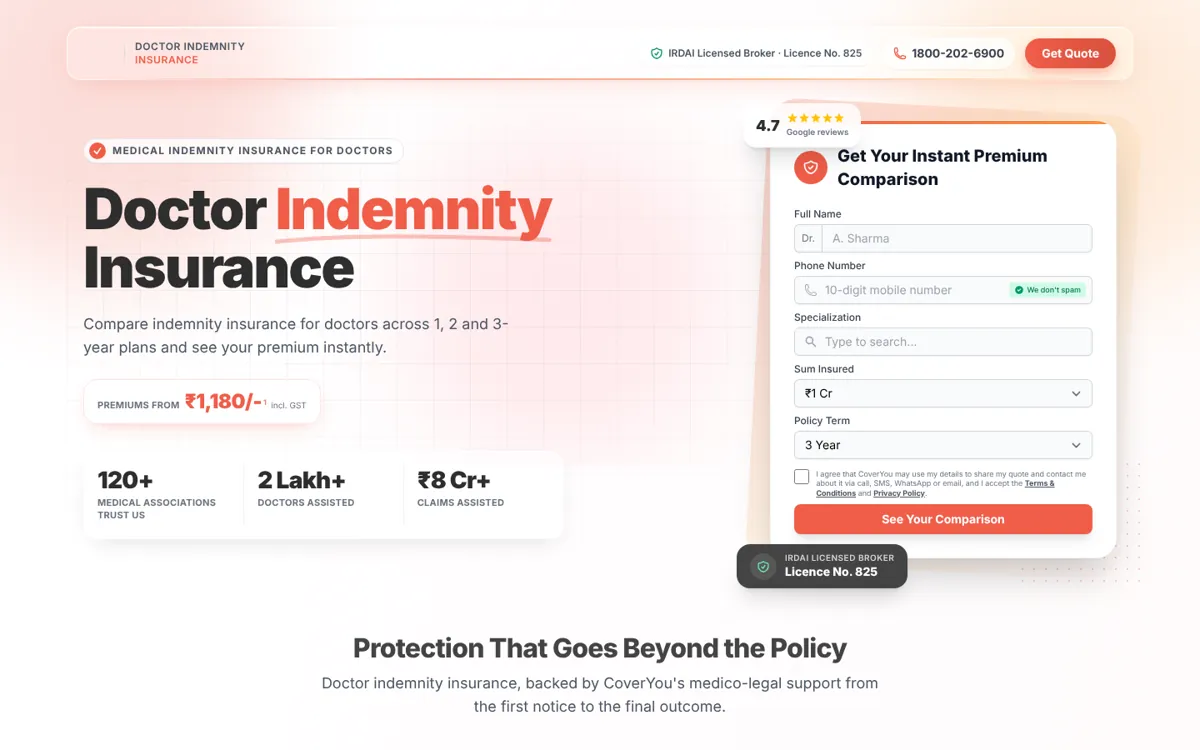 DOCTOR INDEMNITY
INSURANCE
IRDAI Licensed Broker · Licence No. 825
1800-202-6900
Get Quote
MEDICAL INDEMNITY INSURANCE FOR DOCTORS
Doctor Indemnity
Insurance
Compare indemnity insurance for doctors across 1, 2 and 3-
year plans and see your premium instantly.
PREMIUMS FROM ₹1,180/-¹ incl. GST
120+
MEDICAL ASSOCIATIONS
TRUST US
2 Lakh+
DOCTORS ASSISTED
₹8 Cr+
CLAIMS ASSISTED
4.7
Google reviews
Get Your Instant Premium
Comparison
Full Name
Dr. A. Sharma
Phone Number
10-digit mobile number
We don't spam
Specialization
Type to search...
Sum Insured
₹1 Cr
Policy Term
3 Year
I agree that CoverYou may use my details to share my quote and contact me
about it via call, SMS, WhatsApp or email, and I accept the Terms &
Conditions and Privacy Policy.
See Your Comparison
IRDAI LICENSED BROKER
Licence No. 825
Protection That Goes Beyond the Policy
Doctor indemnity insurance, backed by CoverYou's medico-legal support from
the first notice to the final outcome.